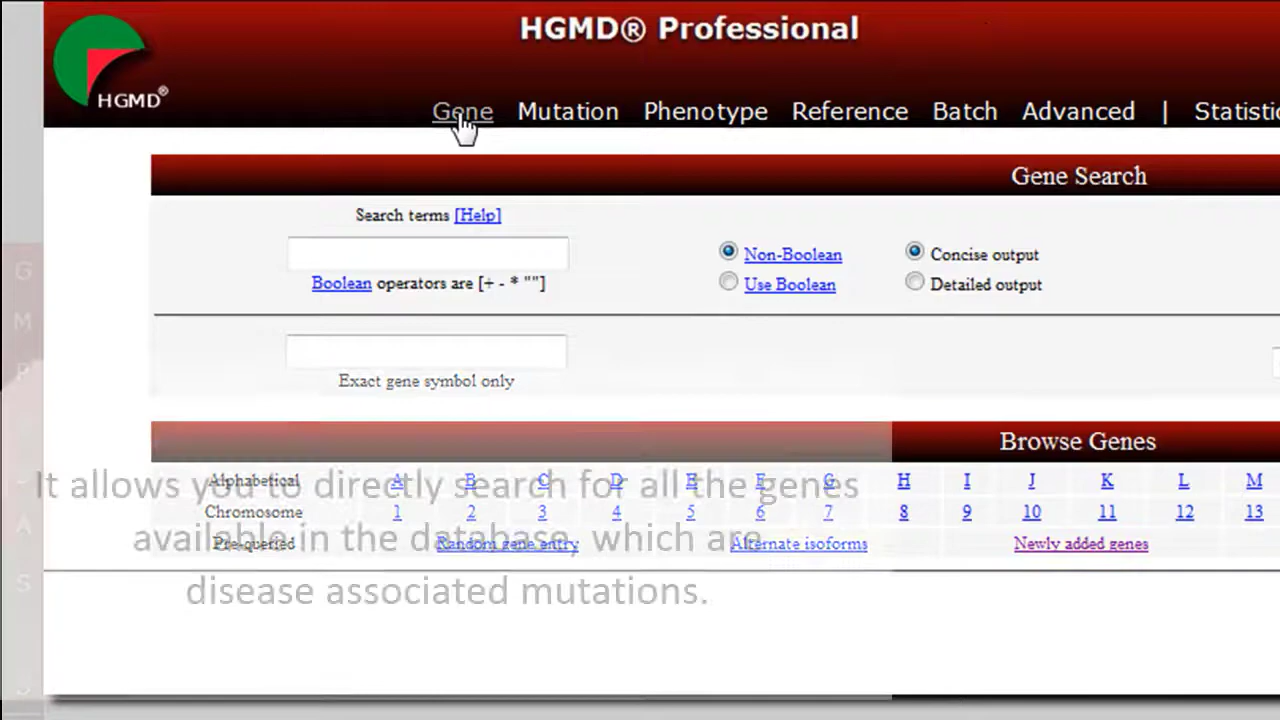 HGMD® Professional
HGMD®
Gene Mutation Phenotype Reference Batch Advanced |
Gene Search
Search terms [Help]
Non-Boolean Concise output
Boolean operators are [+ - * ""]
Use Boolean Detailed output
Exact gene symbol only
Browse Genes
Alphabetical A B C D E F G H I J K L M
Chromosome 1 2 3 4 5 6 7 8 9 10 11 12 13
Pre-queried Random gene entry Alternate isoforms Newly added genes
It allows you to directly search for all the genes
available in the database, which are
disease associated mutations.
G
M
P
A
S
S